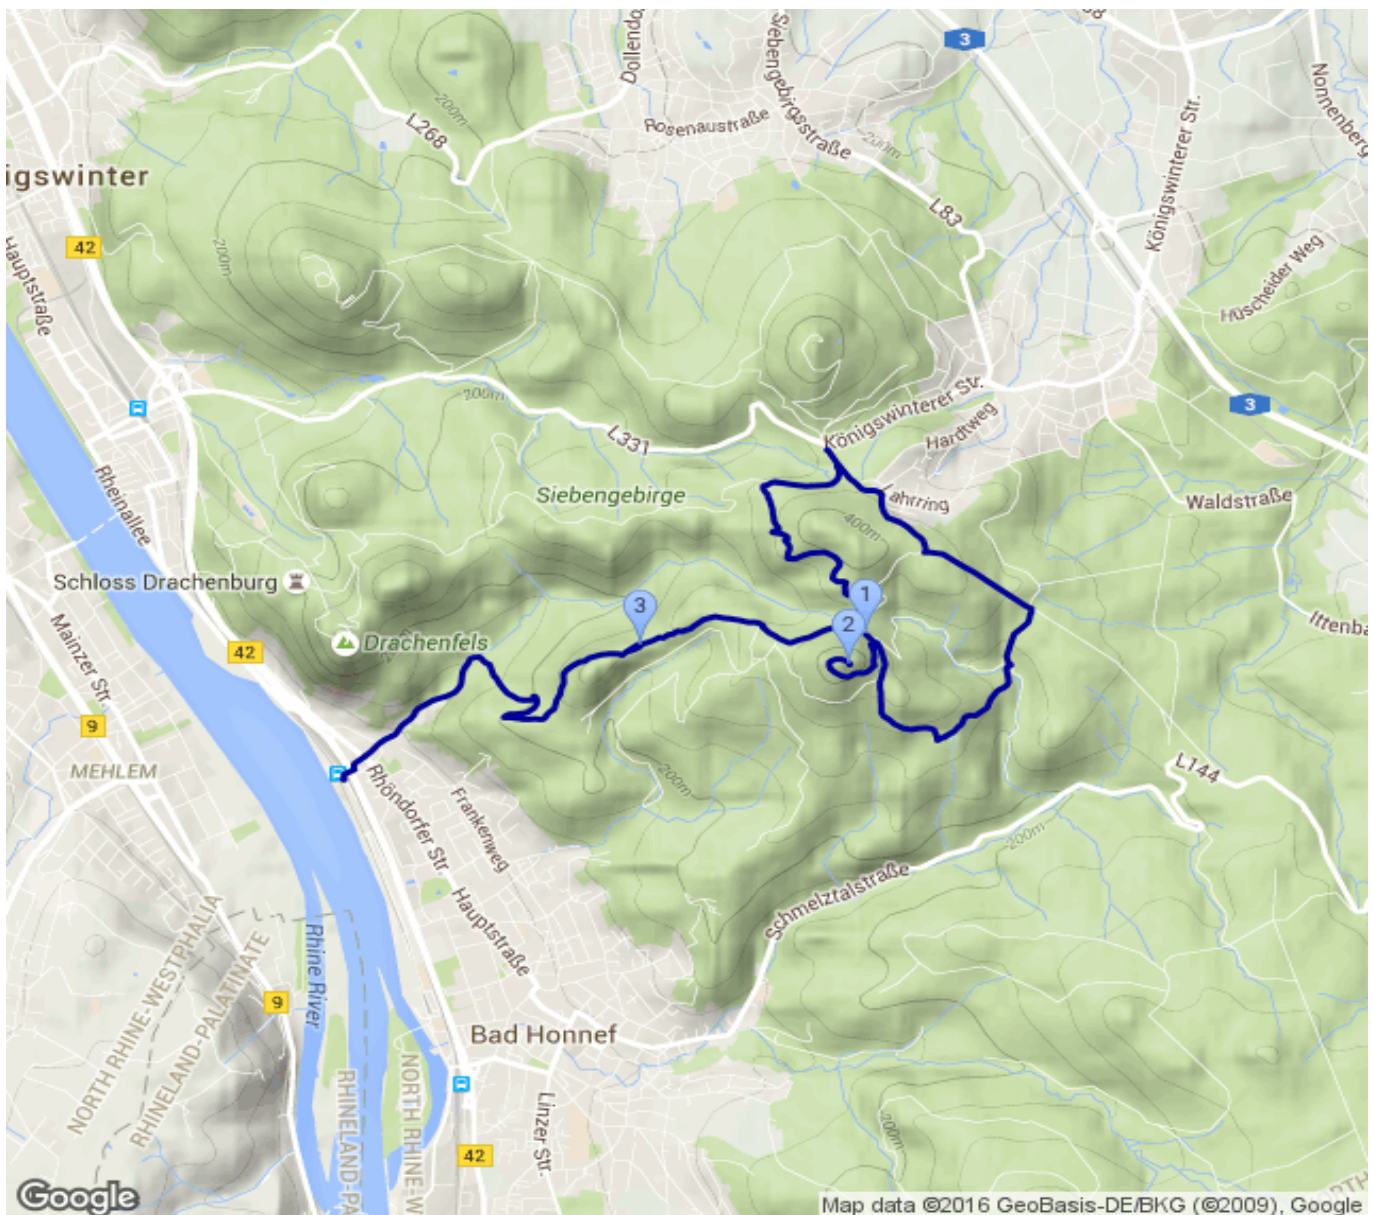 3
L268
200m
Dollendo
Siebengebirgsstraße
Rosenaustraße
200m
Nonnenberg
Königswinterer Str.
igswinter
42
Hauptstraße
200m
L83
Hüscheider Weg
200m
L331
Königswinterer Str.
Hardtweg
3
Rheinallee
Siebengebirge
Lahrring
Waldstraße
400m
Schloss Drachenburg
1
3
2
Ittenba
Mainzer Str.
Drachenfels
42
9
MEHLEM
Rhöndorfer Str.
Frankenweg
200m
L144
200m
Schmelztalstraße
Hauptstraße
NORTH RHINE-WESTPHALIA
RHINELAND-PALATINATE
Rhine River
9
Bad Honnef
RHINELAND-PA
NORTH RHINE-W
Linzer Str.
200m
42
Google
Map data ©2016 GeoBasis-DE/BKG (©2009), Google